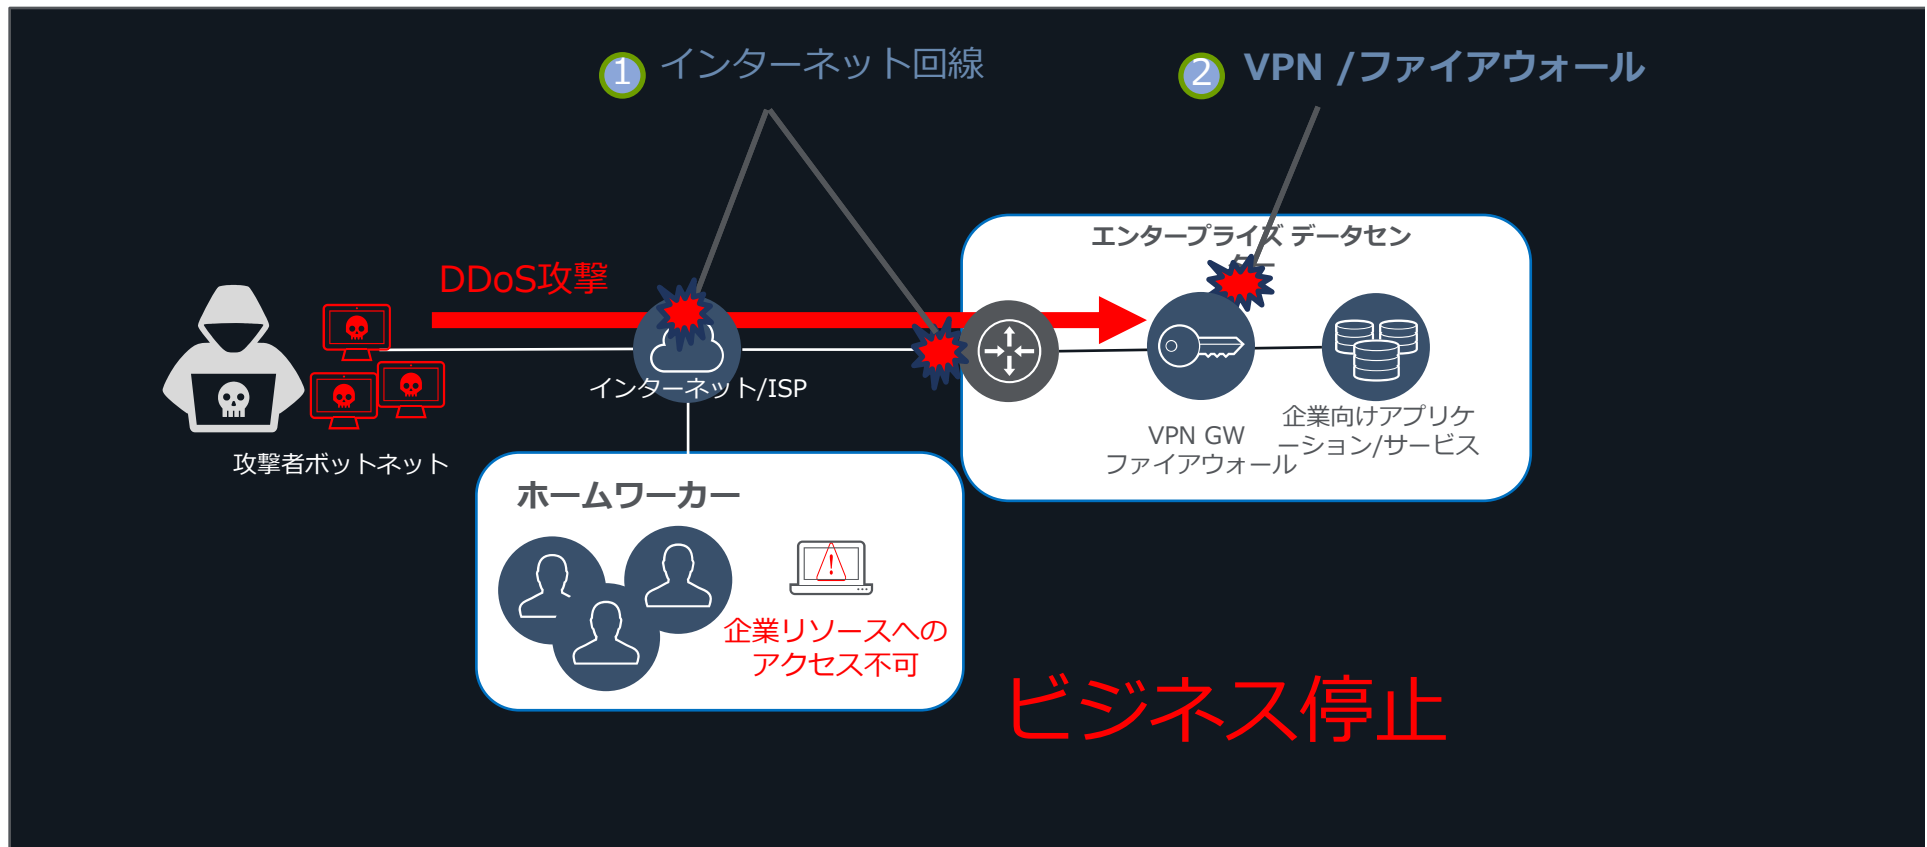 1 インターネット回線
2 VPN /ファイアウォール
エンタープライズ データセン
ター
DDoS攻撃
インターネット/ISP
攻撃者ボットネット
VPN GW
ファイアウォール
企業向けアプリケ
ーション/サービス
ホームワーカー
企業リソースへの
アクセス不可
ビジネス停止